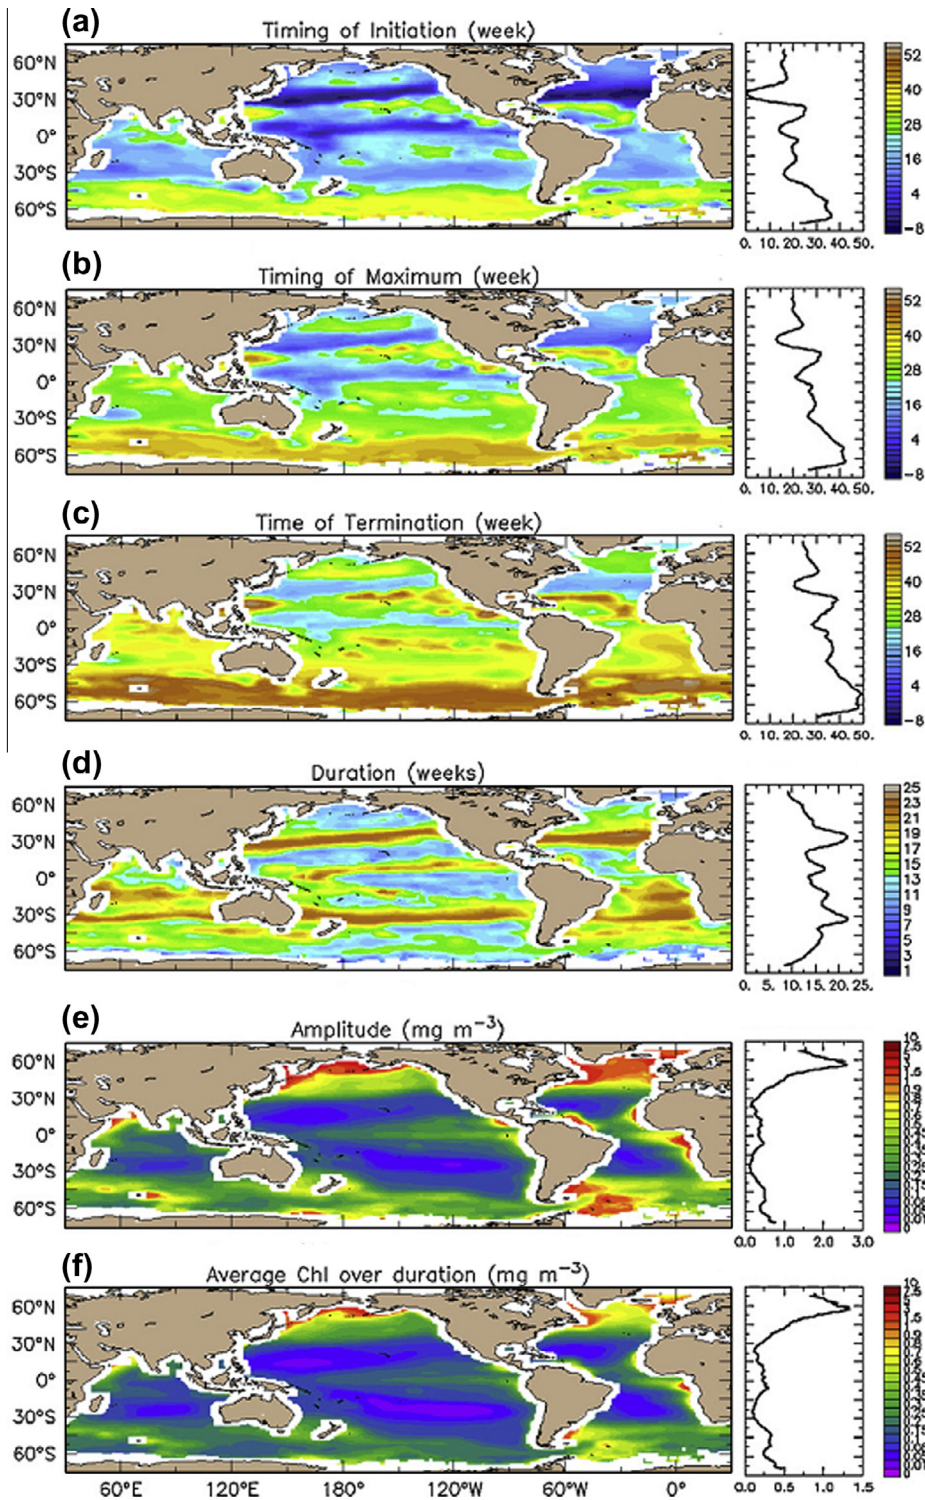 (a)
Timing of Initiation (week)
60°N
30°N
0°
30°S
60°S
0. 10.20.30.40.50.
52
40
28
16
4
−8
(b)
Timing of Maximum (week)
60°N
30°N
0°
30°S
60°S
0. 10.20.30.40.50.
52
40
28
16
4
−8
(c)
Time of Termination (week)
60°N
30°N
0°
30°S
60°S
0. 10.20.30.40.50.
52
40
28
16
4
−8
(d)
Duration (weeks)
60°N
30°N
0°
30°S
60°S
0. 5. 10.15.20.25.
25
23
21
19
17
15
13
11
9
7
5
3
1
(e)
Amplitude (mg m⁻³)
60°N
30°N
0°
30°S
60°S
0.0 1.0 2.0 3.0
(f)
Average Chl over duration (mg m⁻³)
60°N
30°N
0°
30°S
60°S
60°E 120°E 180° 120°W 60°W 0°
0.0 0.5 1.0 1.5